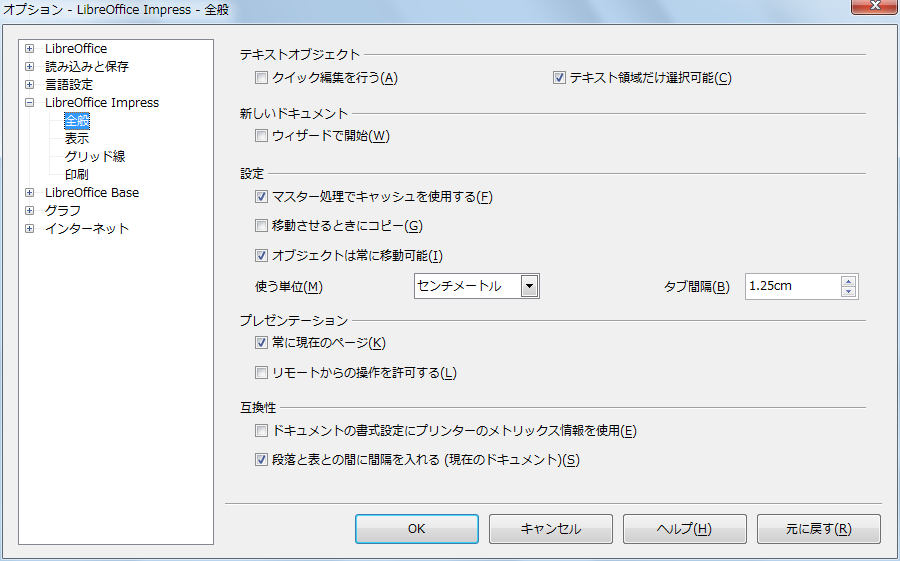 オプション - LibreOffice Impress - 全般
LibreOffice
読み込みと保存
言語設定
LibreOffice Impress
全般
表示
グリッド線
印刷
LibreOffice Base
グラフ
インターネット
テキストオブジェクト
クイック編集を行う(A)
テキスト領域だけ選択可能(C)
新しいドキュメント
ウィザードで開始(W)
設定
マスター処理でキャッシュを使用する(F)
移動させるときにコピー(G)
オブジェクトは常に移動可能(I)
使う単位(M)
センチメートル
タブ間隔(B)
1.25cm
プレゼンテーション
常に現在のページ(K)
リモートからの操作を許可する(L)
互換性
ドキュメントの書式設定にプリンターのメトリックス情報を使用(E)
段落と表との間に間隔を入れる (現在のドキュメント)(S)
OK
キャンセル
ヘルプ(H)
元に戻す(R)